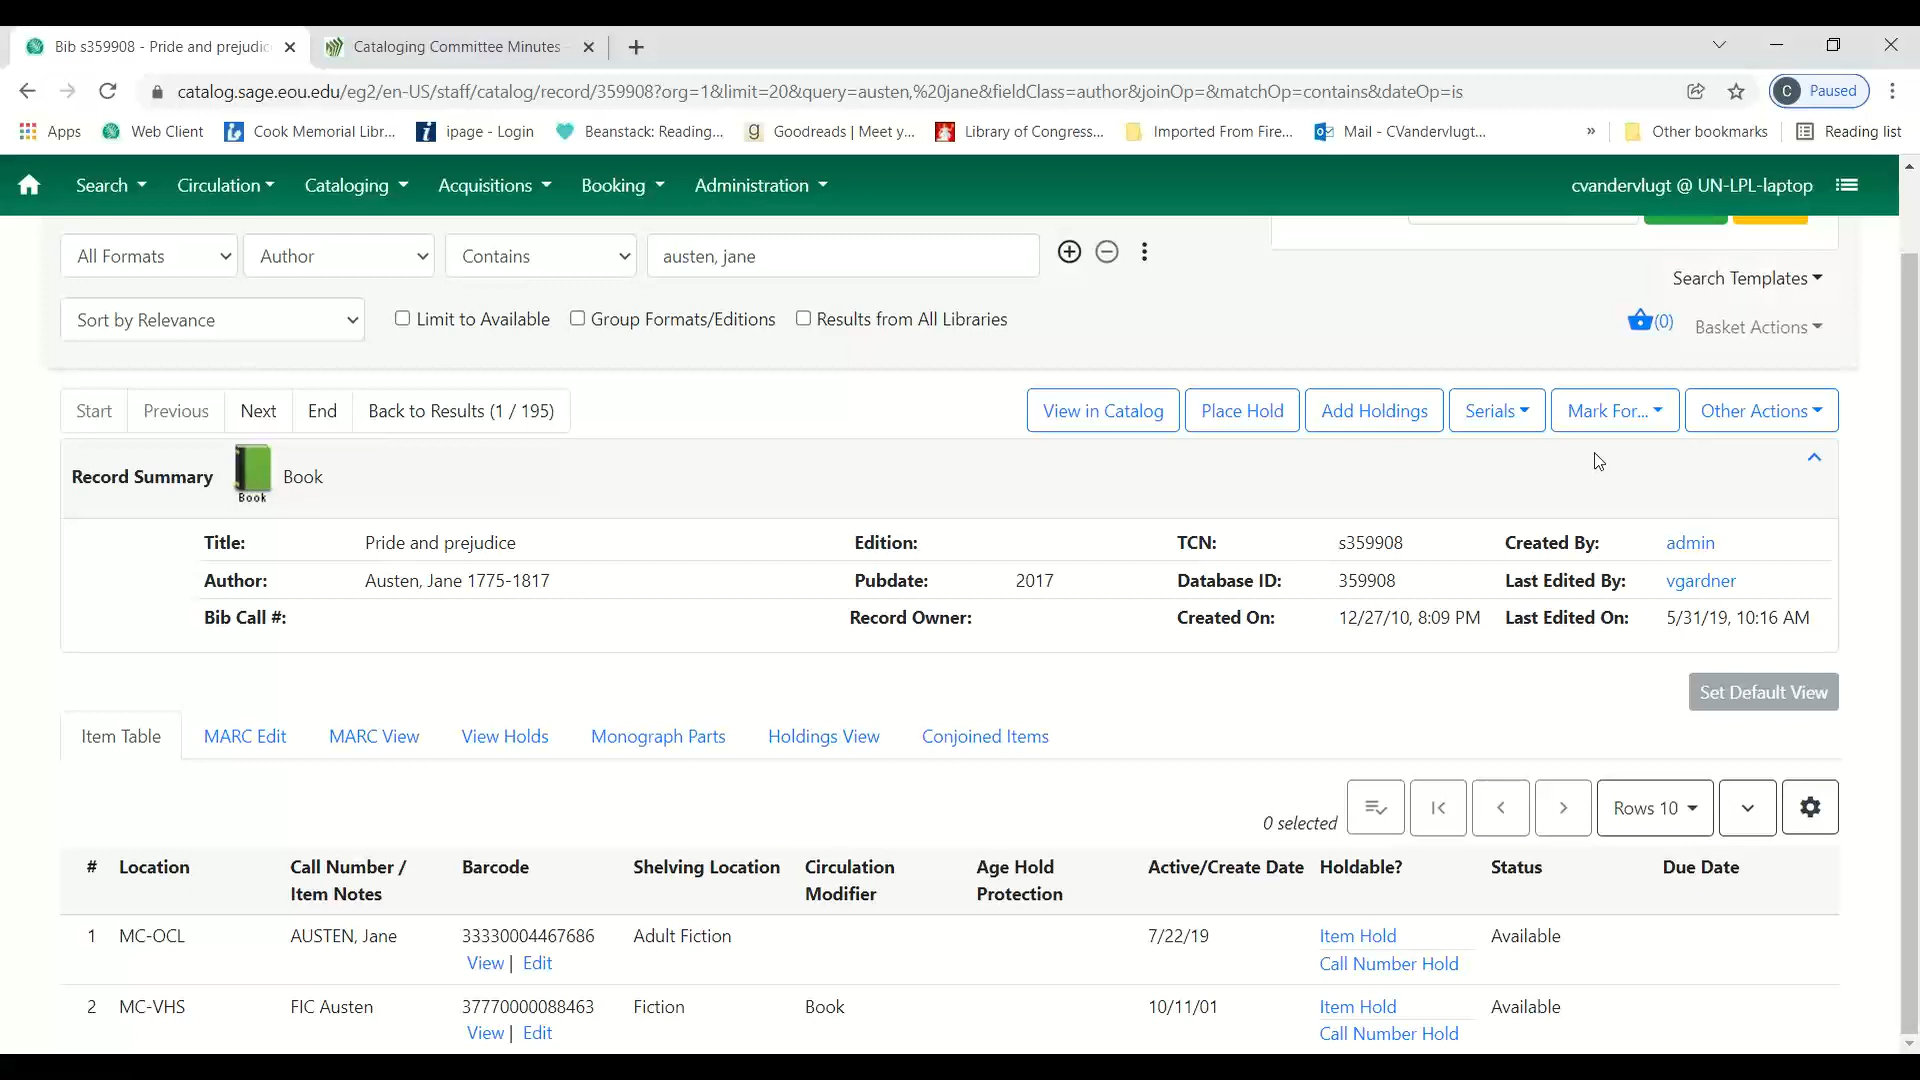 Bib s359908 - Pride and prejudic
Cataloging Committee Minutes
catalog.sage.eou.edu/eg2/en-US/staff/catalog/record/359908?org=1&limit=20&query=austen,%20jane&fieldClass=author&joinOp=&matchOp=contains&dateOp=is
C Paused
Apps Web Client Cook Memorial Libr... ipage - Login Beanstack: Reading... Goodreads | Meet y... Library of Congress... Imported From Fire... Mail - CVandervlugt... » Other bookmarks Reading list
Search Circulation Cataloging Acquisitions Booking Administration cvandervlugt @ UN-LPL-laptop
All Formats Author Contains austen, jane
Search Templates
Sort by Relevance Limit to Available Group Formats/Editions Results from All Libraries (0) Basket Actions
Start Previous Next End Back to Results (1 / 195) View in Catalog Place Hold Add Holdings Serials Mark For... Other Actions
Record Summary Book Book
Title: Pride and prejudice Edition: TCN: s359908 Created By: admin
Author: Austen, Jane 1775-1817 Pubdate: 2017 Database ID: 359908 Last Edited By: vgardner
Bib Call #: Record Owner: Created On: 12/27/10, 8:09 PM Last Edited On: 5/31/19, 10:16 AM
Set Default View
Item Table MARC Edit MARC View View Holds Monograph Parts Holdings View Conjoined Items
0 selected Rows 10
# Location Call Number / Item Notes Barcode Shelving Location Circulation Modifier Age Hold Protection Active/Create Date Holdable? Status Due Date
1 MC-OCL AUSTEN, Jane 33330004467686 Adult Fiction 7/22/19 Item Hold Available
View | Edit Call Number Hold
2 MC-VHS FIC Austen 37770000088463 Fiction Book 10/11/01 Item Hold Available
View | Edit Call Number Hold